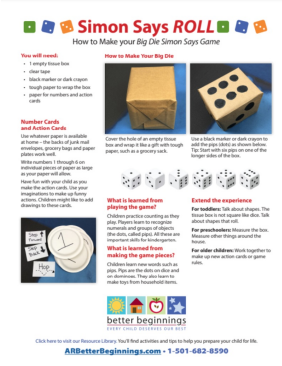 Simon Says ROLL
How to Make your Big Die Simon Says Game
You will need:
• 1 empty tissue box
• clear tape
• black marker or dark crayon
• tough paper to wrap the box
• paper for numbers and action
cards
Number Cards
and Action Cards
Use whatever paper is available
at home – the backs of junk mail
envelopes, grocery bags and paper
plates work well.
Write numbers 1 through 6 on
individual pieces of paper as large
as your paper will allow.
Have fun with your child as you
make the action cards. Use your
imaginations to make up funny
actions. Children might like to add
drawings to these cards.
Step
Forward
Step
back
1
Hop
How to Make Your Big Die
Cover the hole of an empty tissue
box and wrap it like a gift with tough
paper, such as a grocery sack.
Use a black marker or dark crayon to
add the pips (dots) as shown below.
Tip: Start with six pips on one of the
longer sides of the box.
What is learned from
playing the game?
Children practice counting as they
play. Players learn to recognize
numerals and groups of objects
(the dots, called pips). All these are
important skills for kindergarten.
What is learned from
making the game pieces?
Children learn new words such as
pips. Pips are the dots on dice and
on dominoes. They also learn to
make toys from household items.
Extend the experience
For toddlers: Talk about shapes. The
tissue box is not square like dice. Talk
about shapes that roll.
For preschoolers: Measure the box.
Measure other things around the
house.
For older children: Work together to
make up new action cards or game
rules.
better beginnings
EVERY CHILD DESERVES OUR BEST
Click here to visit our Resource Library. You'll find activities and tips to help you prepare your child for life.
ARBetterBeginnings.com • 1-501-682-8590